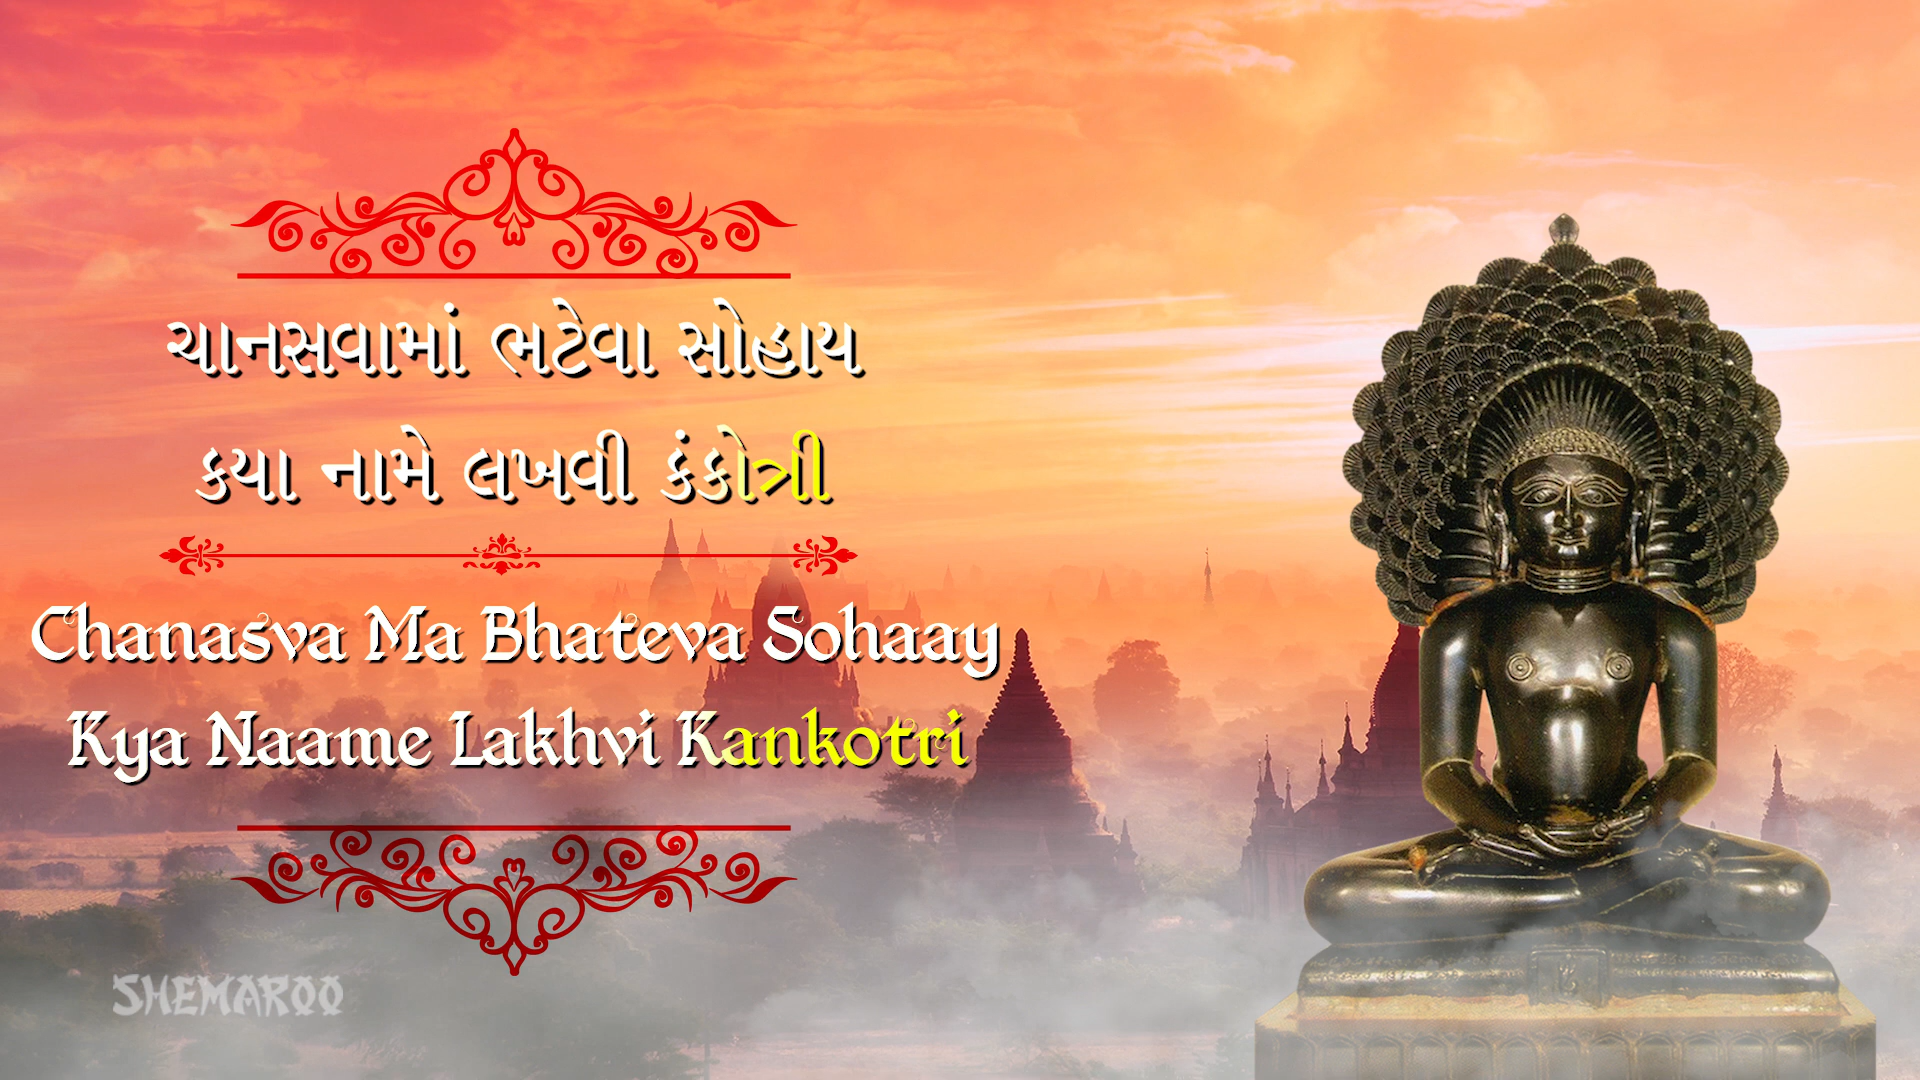 ચાનસવામાં ભટેવા સોહાય
કયા નામે લખવી કંકોત્રી
Chanasva Ma Bhateva Sohaay
Kya Naame Lakhvi Kankotri
SHEMAROO